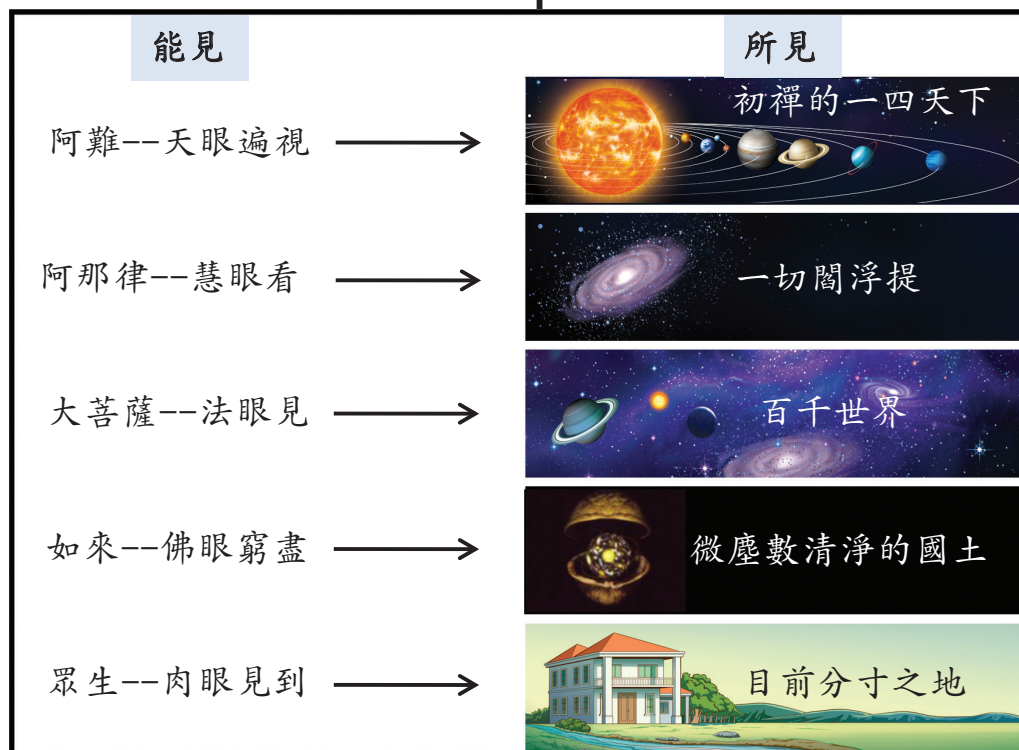 能見
所見
阿難--天眼遍視
初禪的一四天下
阿那律--慧眼看
一切閻浮提
大菩薩--法眼見
百千世界
如來--佛眼窮盡
微塵數清淨的國土
眾生--肉眼見到
目前分寸之地